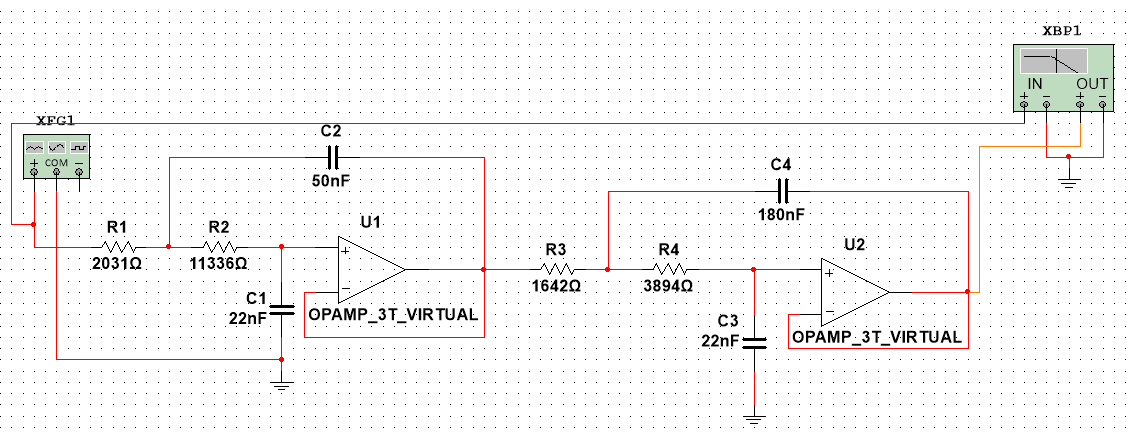 XBP1
IN OUT
+ − + −
XFG1
+ COM −
C2
50nF
C4
180nF
R1
2031Ω
R2
11336Ω
U1
+
−
OPAMP_3T_VIRTUAL
C1
22nF
R3
1642Ω
R4
3894Ω
U2
+
−
OPAMP_3T_VIRTUAL
C3
22nF